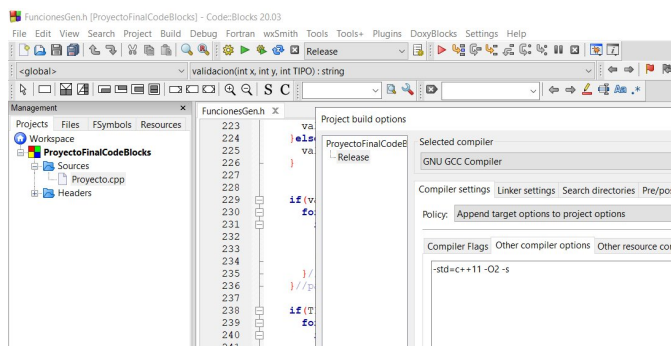 FuncionesGen.h [ProyectoFinalCodeBlocks] - Code::Blocks 20.03
File Edit View Search Project Build Debug Fortran wxSmith Tools Tools+ Plugins DoxyBlocks Settings Help
Release
<global> validacion(int x, int y, int TIPO) : string
S C
Management
Projects Files FSymbols Resources
Workspace
ProyectoFinalCodeBlocks
Sources
Proyecto.cpp
Headers
FuncionesGen.h
223 va
224 }els
225 va
226 }
227
228
229 if(va
230 fo
231
232
233
234
235 }/
236 }//p
237
238 if(T
239 fo
240
Project build options
ProyectoFinalCodeB
Release
Selected compiler
GNU GCC Compiler
Compiler settings Linker settings Search directories Pre/pos
Policy: Append target options to project options
Compiler Flags Other compiler options Other resource co
-std=c++11 -O2 -s